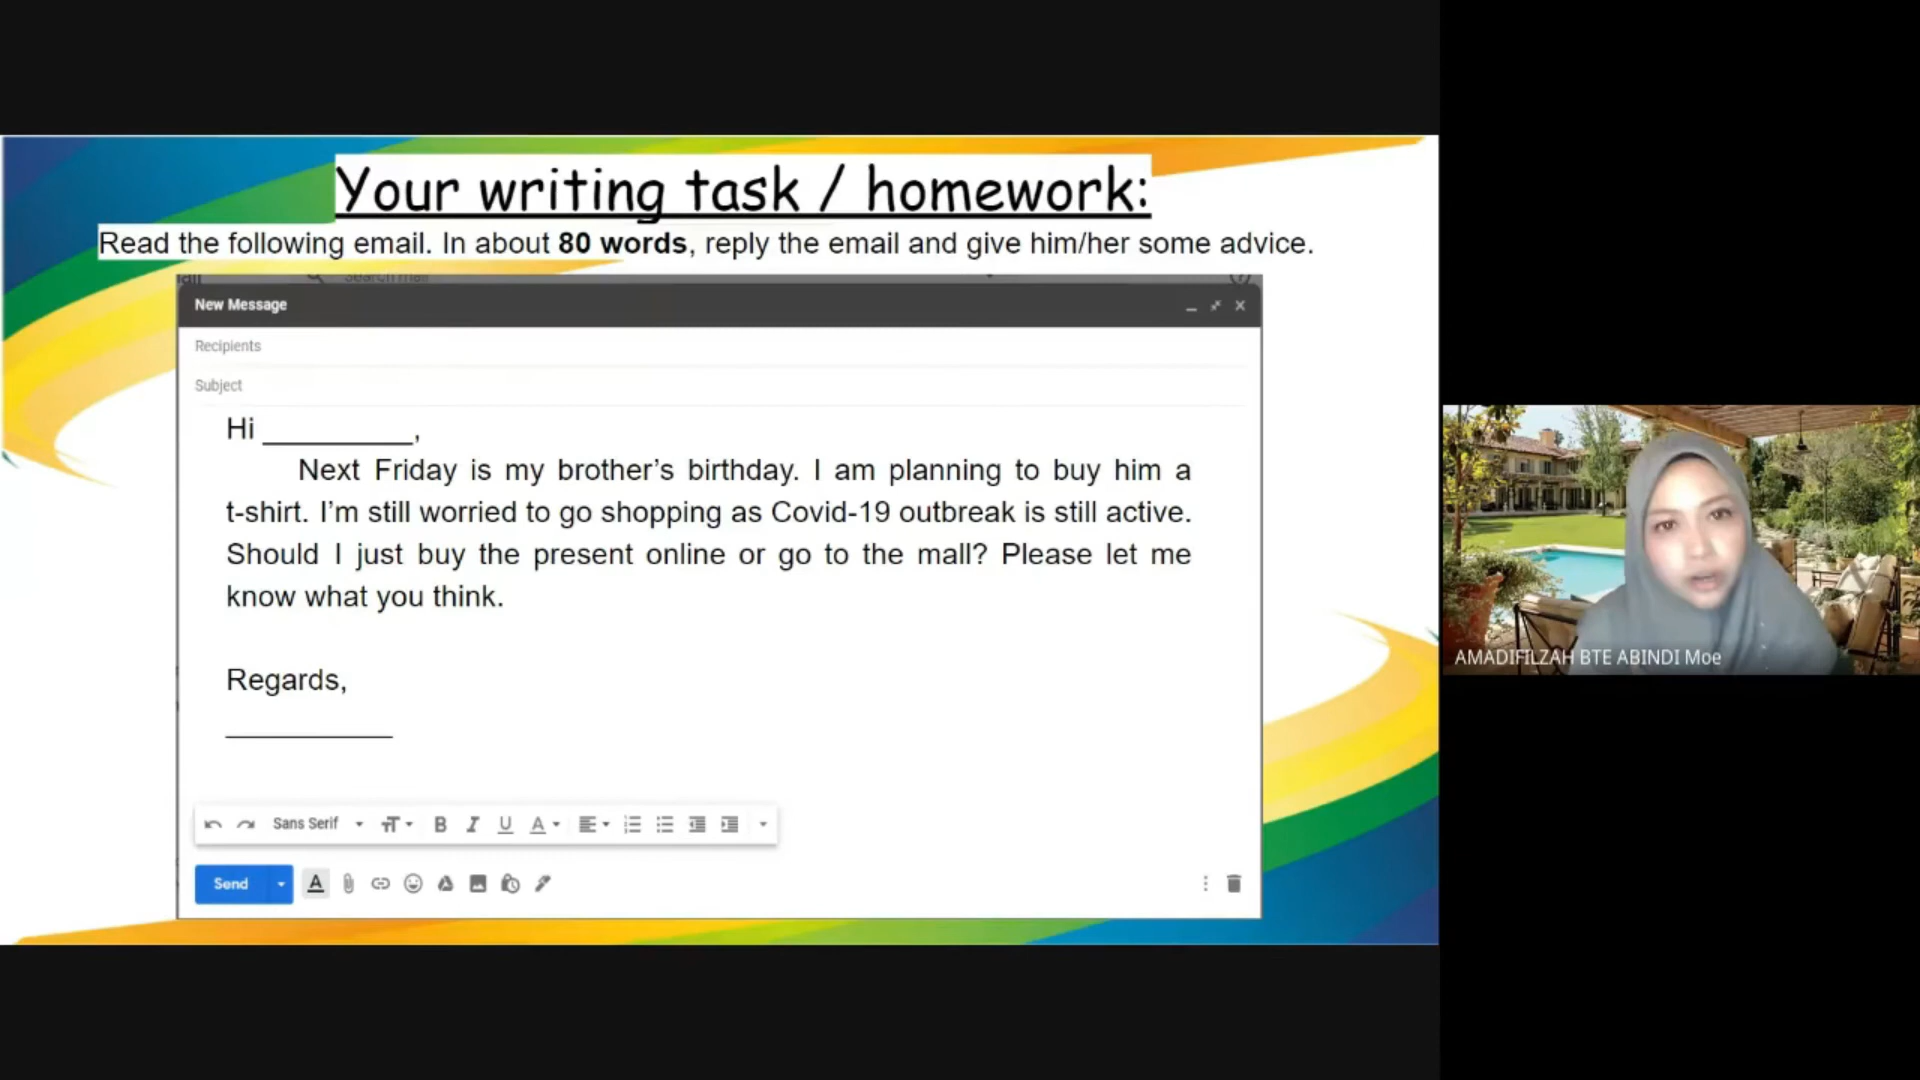 Your writing task / homework:
Read the following email. In about 80 words, reply the email and give him/her some advice.
Search mail
New Message
Recipients
Subject
Hi __________,
Next Friday is my brother’s birthday. I am planning to buy him a
t-shirt. I’m still worried to go shopping as Covid-19 outbreak is still active.
Should I just buy the present online or go to the mall? Please let me
know what you think.
Regards,
___________
Sans Serif
Send
AMADIFILZAH BTE ABINDI Moe